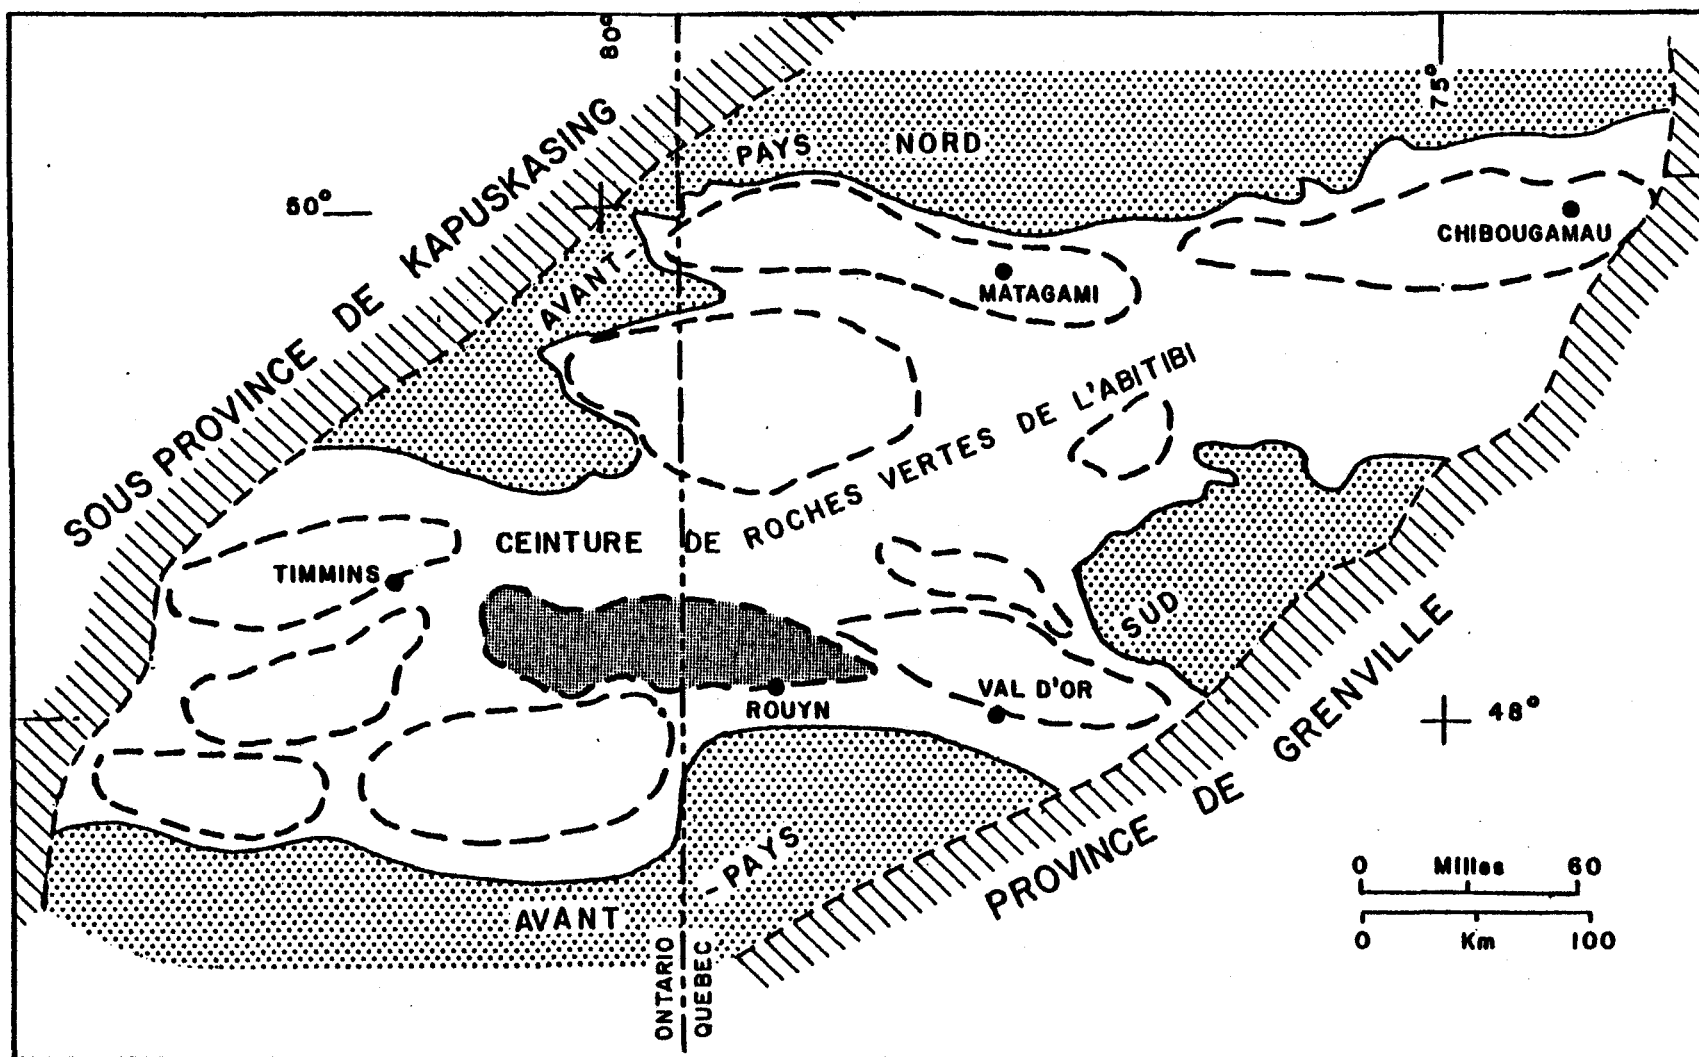 80°
75°
SOUS PROVINCE DE KAPUSKASING
AVANT-PAYS NORD
50°
CHIBOUGAMAU
MATAGAMI
CEINTURE DE ROCHES VERTES DE L'ABITIBI
TIMMINS
SUD
ROUYN
VAL D'OR
48°
AVANT-PAYS
PROVINCE DE GRENVILLE
0 Milles 60
0 Km 100
ONTARIO
QUEBEC